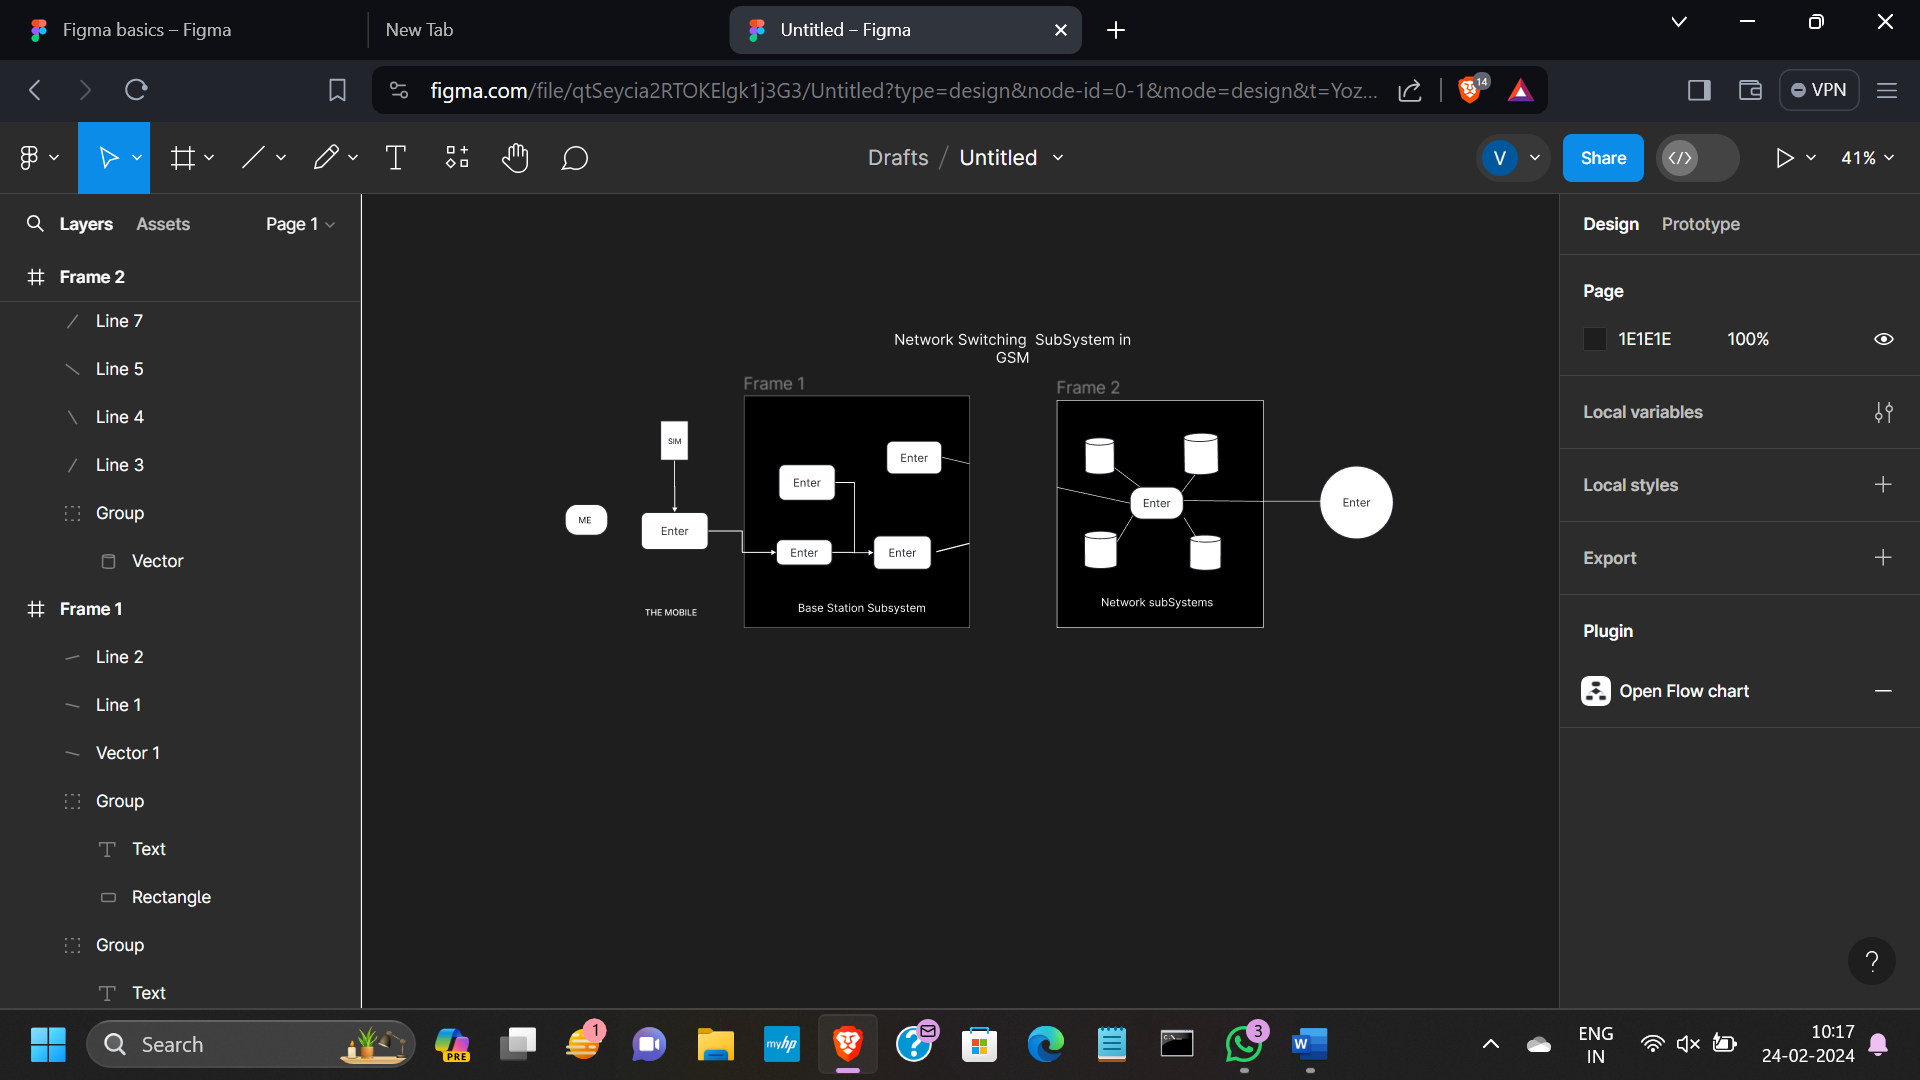 Figma basics – Figma
New Tab
Untitled – Figma
figma.com/file/qtSeycia2RTOKElgk1j3G3/Untitled?type=design&node-id=0-1&mode=design&t=Yoz...
14
VPN
Drafts / Untitled
V
Share
41%
Layers
Assets
Page 1
Frame 2
Line 7
Line 5
Line 4
Line 3
Group
Vector
Frame 1
Line 2
Line 1
Vector 1
Group
Text
Rectangle
Group
Text
Network Switching SubSystem in
GSM
Frame 1
Frame 2
SIM
ME
Enter
Enter
Enter
Enter
Enter
Enter
Enter
THE MOBILE
Base Station Subsystem
Network subSystems
Design
Prototype
Page
1E1E1E
100%
Local variables
Local styles
Export
Plugin
Open Flow chart
?
Search
PRE
1
myhp
3
W
ENG
IN
10:17
24-02-2024